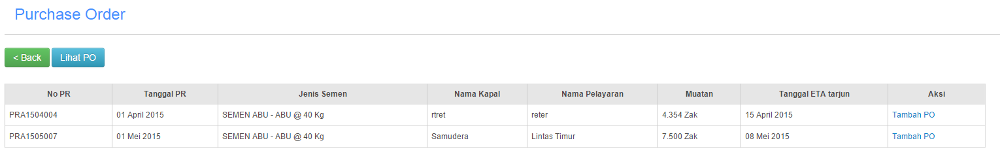 Purchase Order
< Back Lihat PO
No PR Tanggal PR Jenis Semen Nama Kapal Nama Pelayaran Muatan Tanggal ETA tarjun Aksi
PRA1504004 01 April 2015 SEMEN ABU - ABU @ 40 Kg rtret reter 4.354 Zak 15 April 2015 Tambah PO
PRA1505007 01 Mei 2015 SEMEN ABU - ABU @ 40 Kg Samudera Lintas Timur 7.500 Zak 08 Mei 2015 Tambah PO